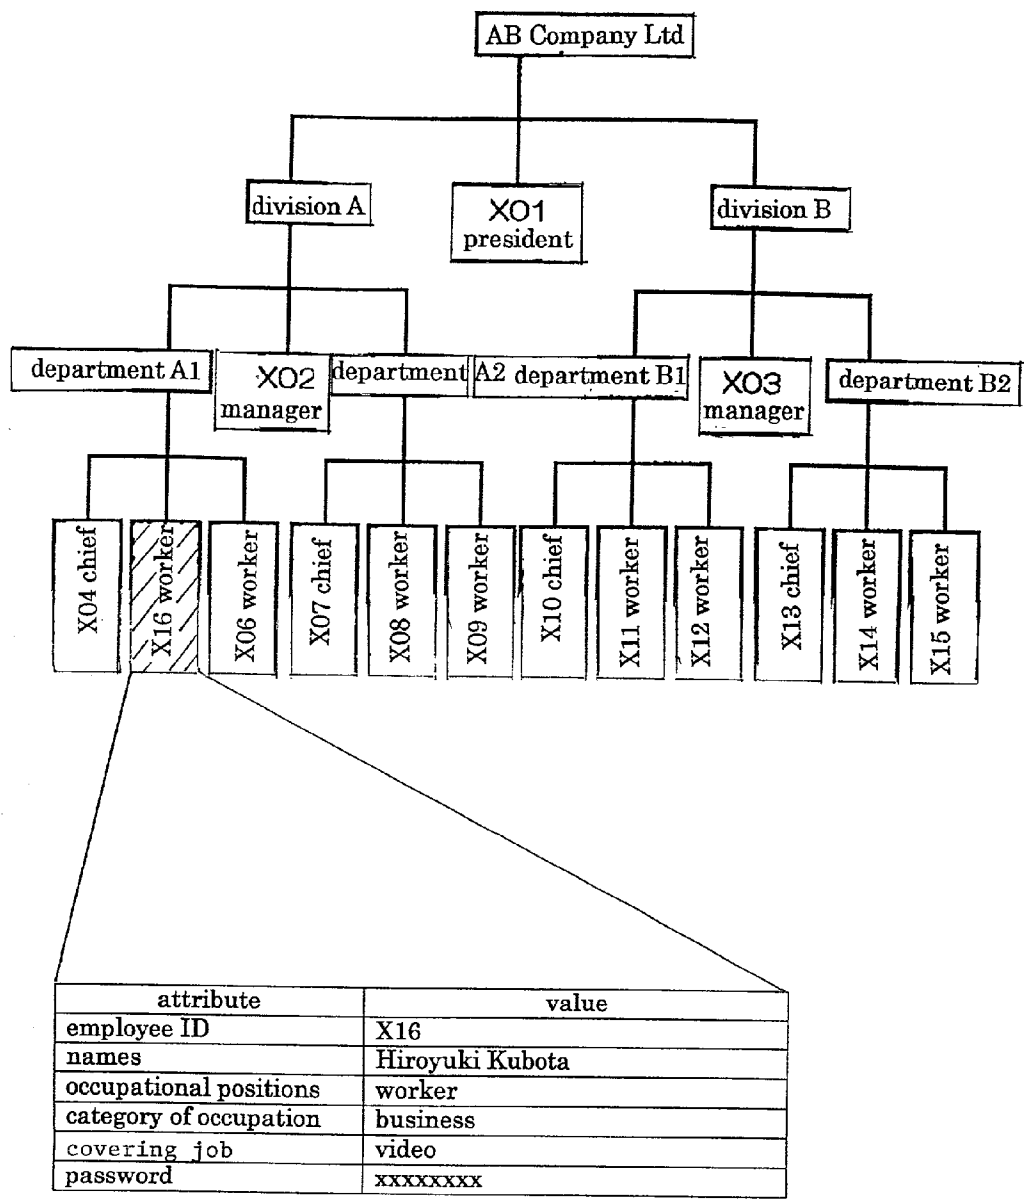 AB Company Ltd
division A
X01
president
division B
department A1
X02
manager
department A2
department B1
X03
manager
department B2
X04 chief
X16 worker
X06 worker
X07 chief
X08 worker
X09 worker
X10 chief
X11 worker
X12 worker
X13 chief
X14 worker
X15 worker
attribute value
employee ID X16
names Hiroyuki Kubota
occupational positions worker
category of occupation business
covering job video
password xxxxxxxx